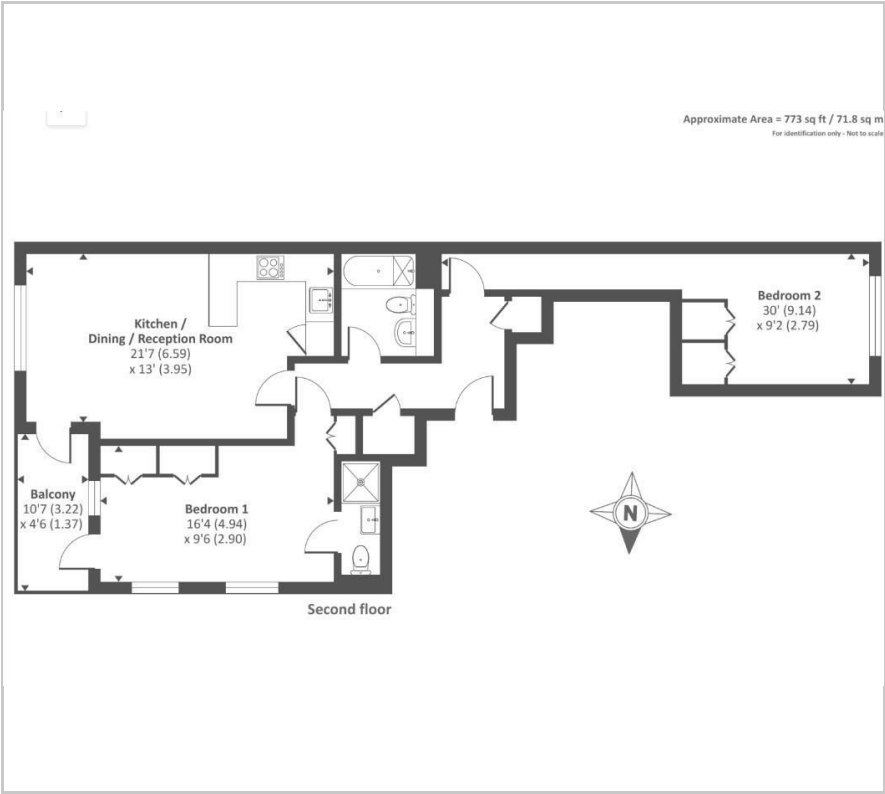 Approximate Area = 773 sq ft / 71.8 sq m
For identification only - Not to scale
Kitchen /
Dining / Reception Room
21'7 (6.59)
x 13' (3.95)
Bedroom 2
30' (9.14)
x 9'2 (2.79)
Balcony
10'7 (3.22)
x 4'6 (1.37)
Bedroom 1
16'4 (4.94)
x 9'6 (2.90)
N
Second floor